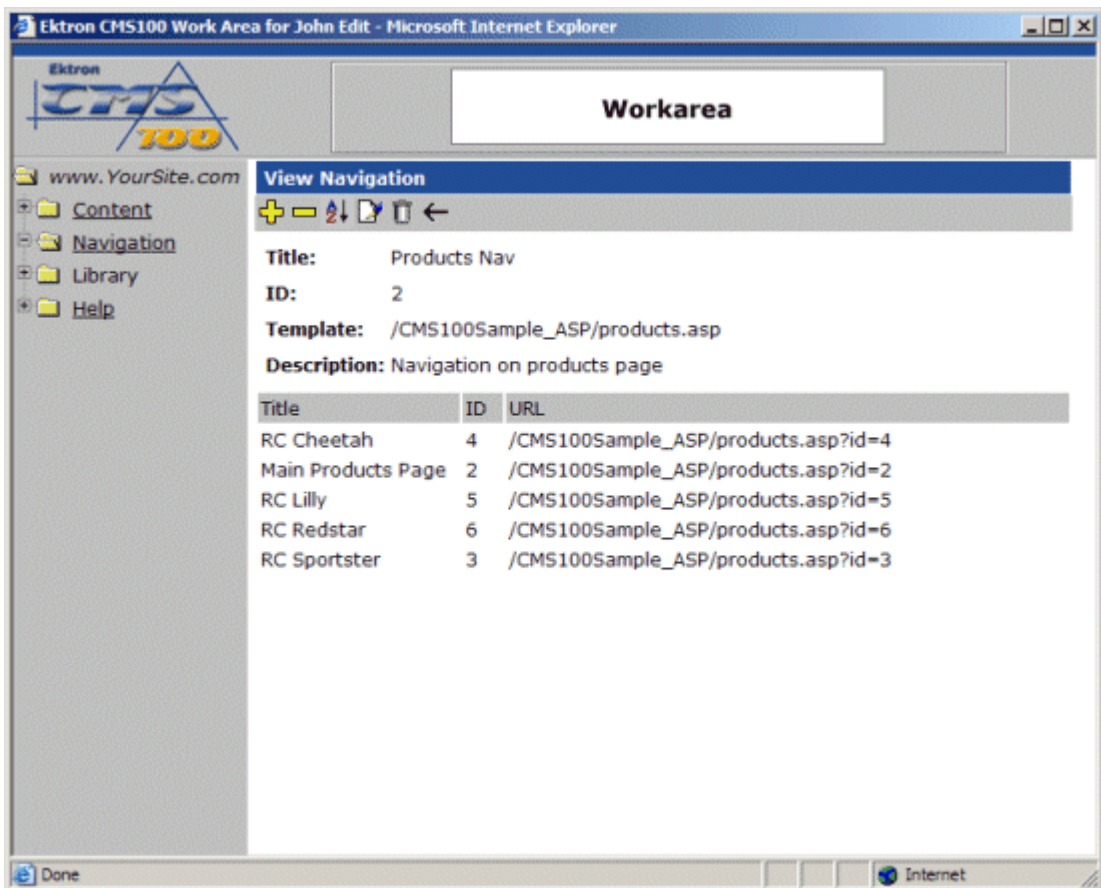 Ektron CMS100 Work Area for John Edit - Microsoft Internet Explorer
Ektron
CMS
100
Workarea
www.YourSite.com
Content
Navigation
Library
Help
View Navigation
Title: Products Nav
ID: 2
Template: /CMS100Sample_ASP/products.asp
Description: Navigation on products page
Title ID URL
RC Cheetah 4 /CMS100Sample_ASP/products.asp?id=4
Main Products Page 2 /CMS100Sample_ASP/products.asp?id=2
RC Lilly 5 /CMS100Sample_ASP/products.asp?id=5
RC Redstar 6 /CMS100Sample_ASP/products.asp?id=6
RC Sportster 3 /CMS100Sample_ASP/products.asp?id=3
Done Internet